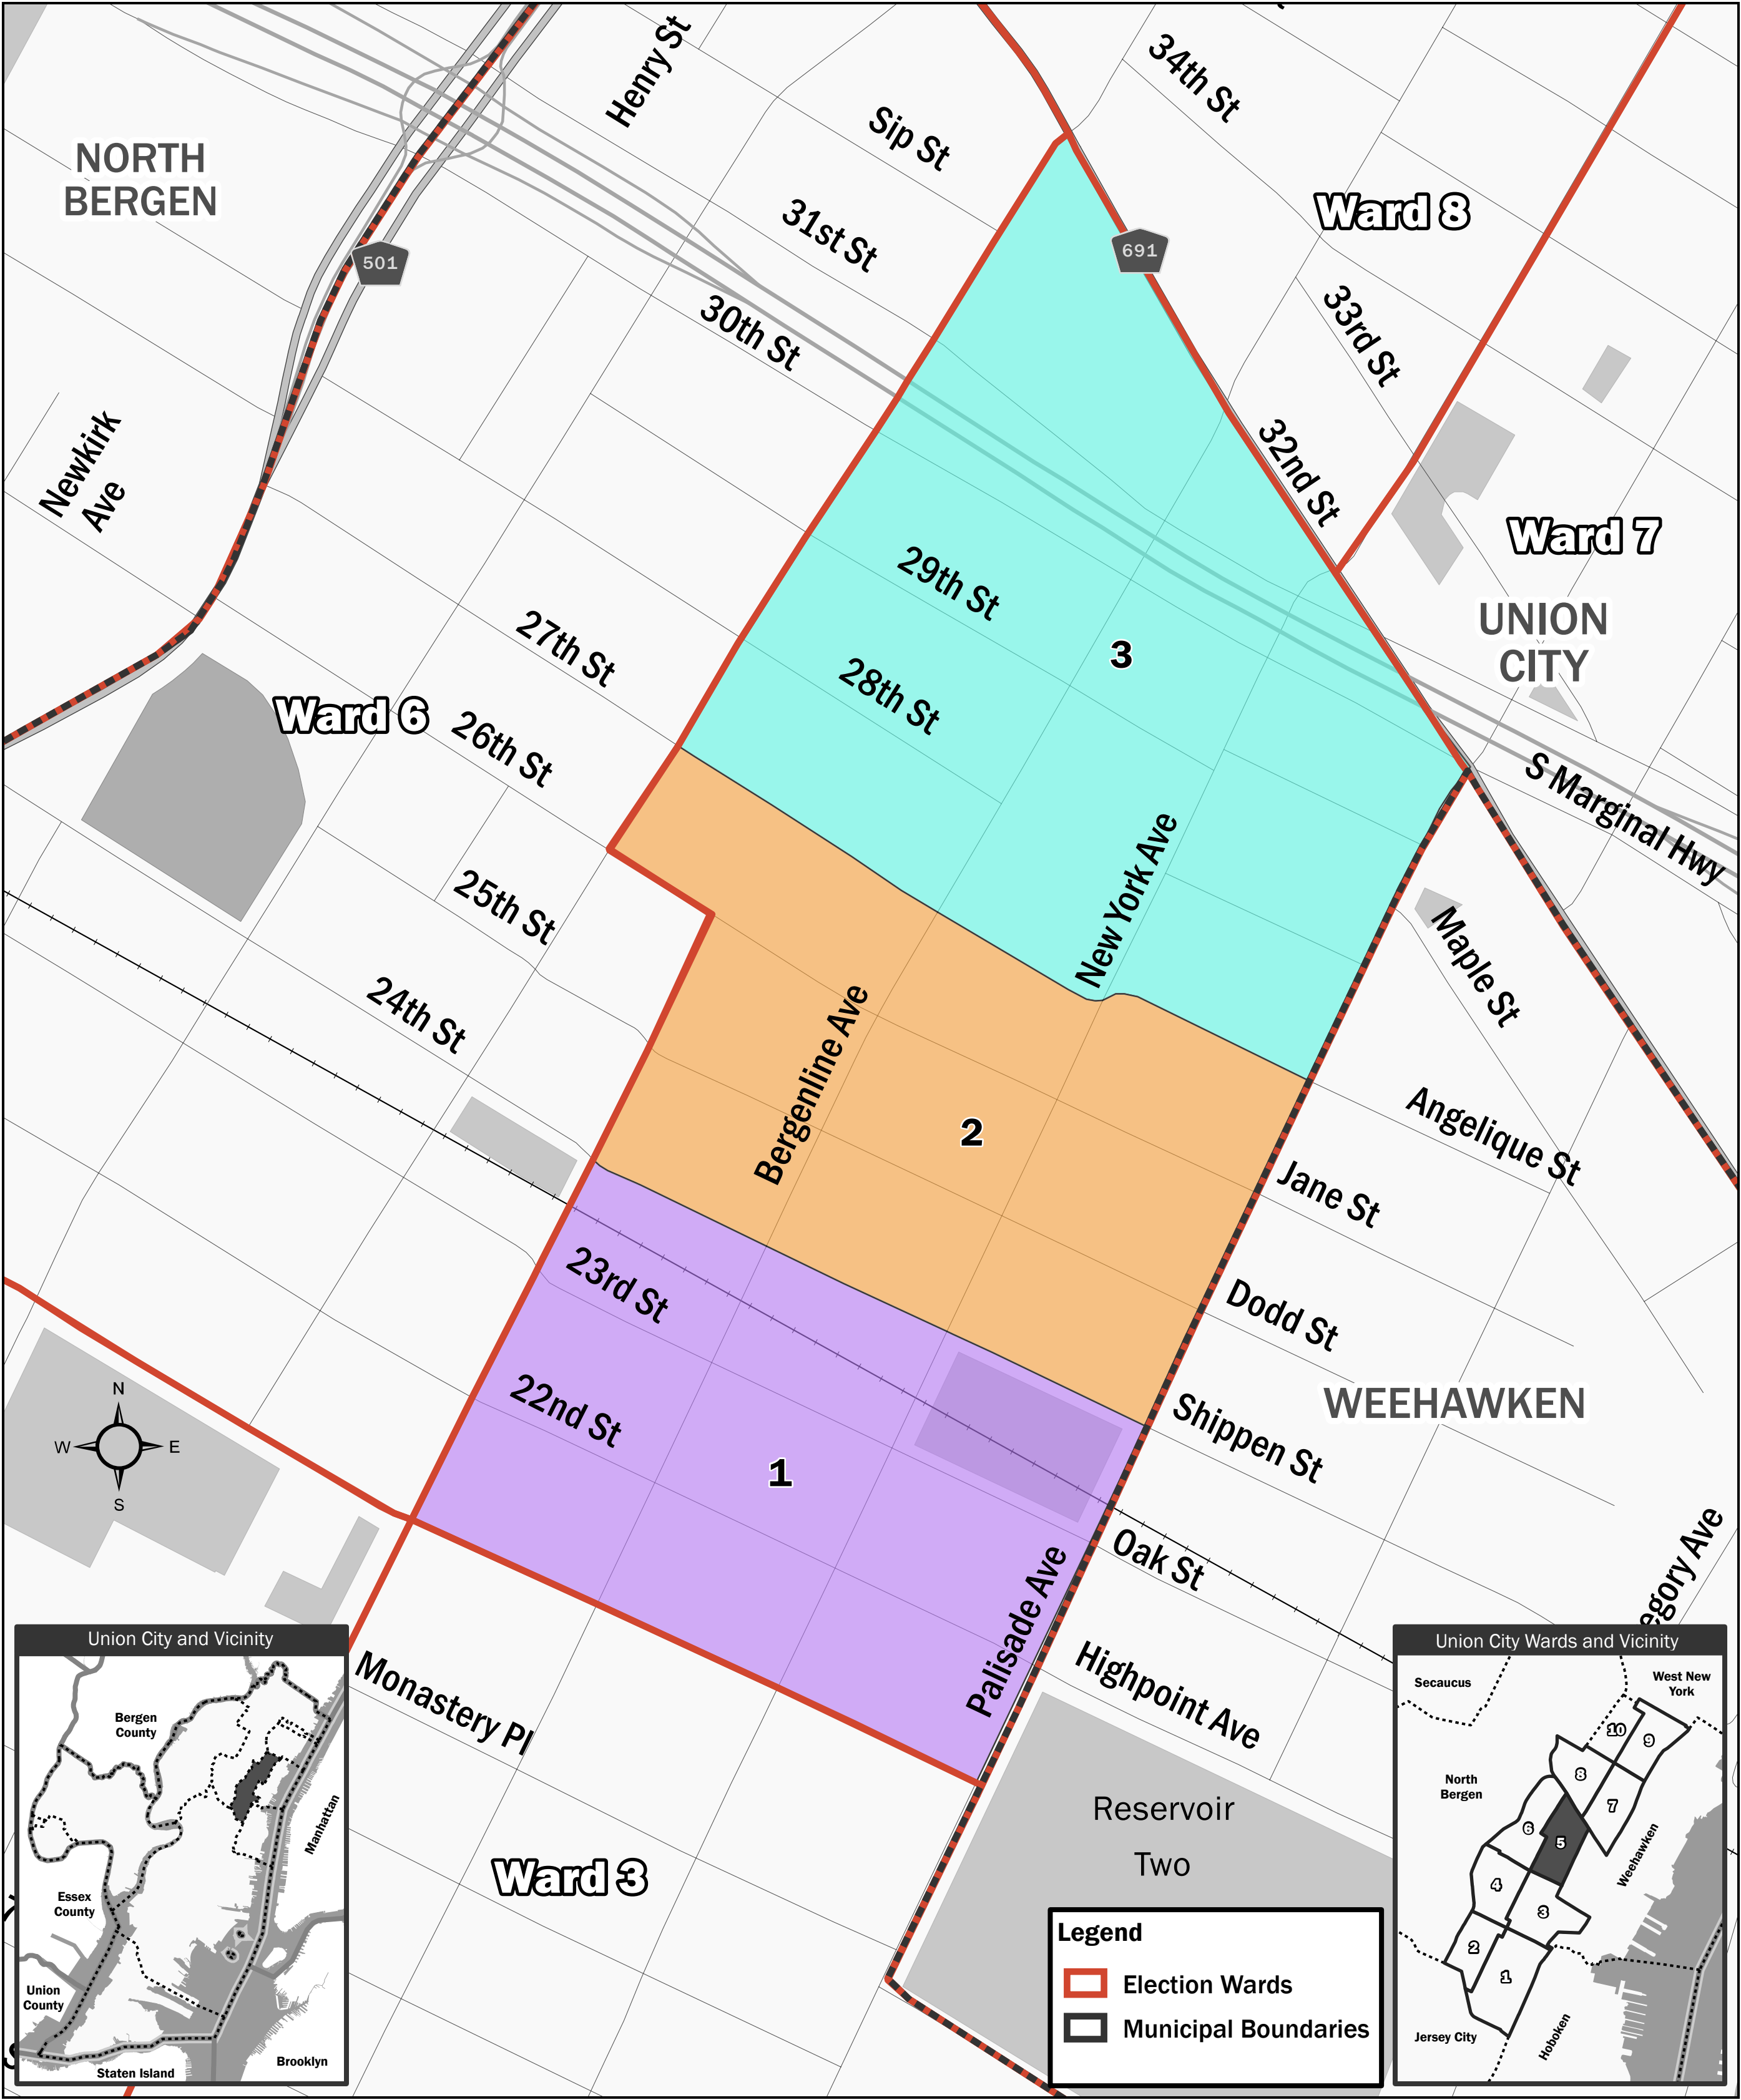 Henry St
34th St
Sip St
NORTH
BERGEN
Ward 8
31st St
691
501
30th St
33rd St
32nd St
Newkirk
Ave
Ward 7
29th St
UNION
CITY
27th St
3
28th St
Ward 6
26th St
S Marginal Hwy
New York Ave
25th St
Maple St
24th St
Bergenline Ave
2
Angelique St
Jane St
23rd St
Dodd St
WEEHAWKEN
N
W
E
S
22nd St
Shippen St
1
Oak St
egory Ave
Palisade Ave
Highpoint Ave
Monastery Pl
Reservoir
Two
Ward 3
Union City and Vicinity
Bergen
County
Manhattan
Essex
County
Union
County
Staten Island
Brooklyn
Legend
Election Wards
Municipal Boundaries
Union City Wards and Vicinity
Secaucus
West New
York
10
9
8
North
Bergen
7
6
5
Weehawken
4
3
2
1
Jersey City
Hoboken